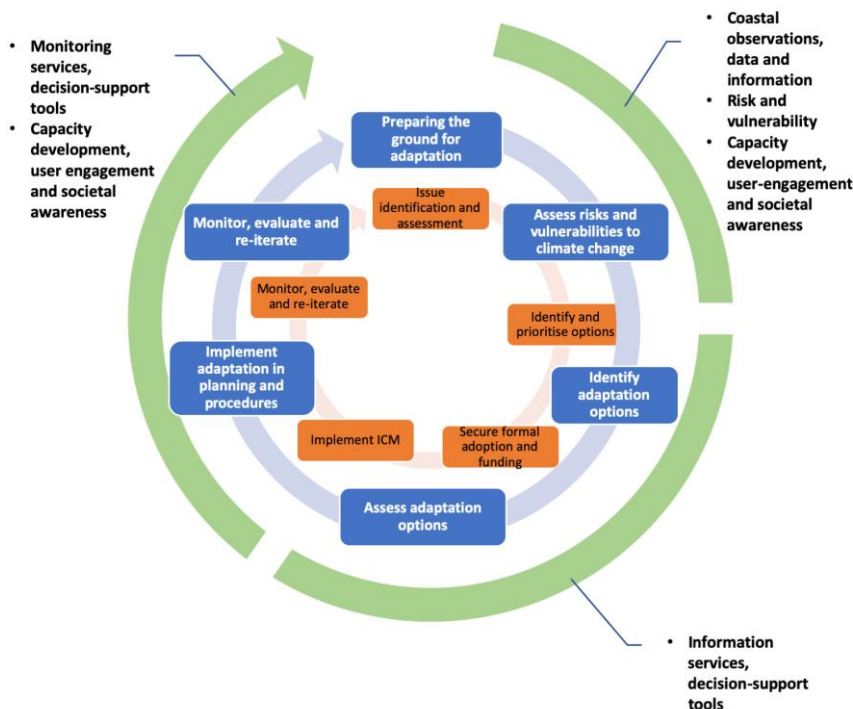 • Monitoring
services,
decision-support
tools
• Capacity
development,
user engagement
and societal
awareness
• Coastal
observations,
data and
information
• Risk and
vulnerability
• Capacity
development,
user-engagement
and societal
awareness
Preparing the
ground for
adaptation
Issue
identification and
assessment
Monitor, evaluate and
re-iterate
Assess risks and
vulnerabilities to
climate change
Monitor, evaluate
and re-iterate
Identify and
prioritise options
Implement
adaptation in
planning and
procedures
Identify
adaptation
options
Implement ICM
Secure formal
adoption and
funding
Assess adaptation
options
• Information
services,
decision-support
tools